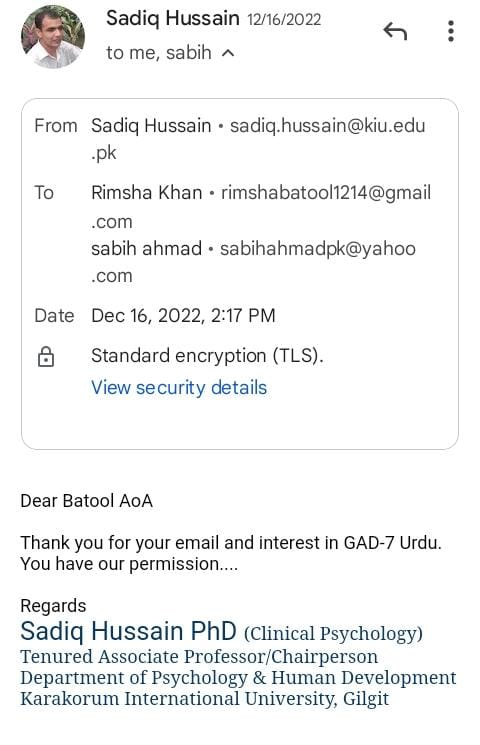 Sadiq Hussain 12/16/2022
to me, sabih
From Sadiq Hussain • sadiq.hussain@kiu.edu
.pk
To Rimsha Khan • rimshabatool1214@gmail
.com
sabih ahmad • sabihahmadpk@yahoo
.com
Date Dec 16, 2022, 2:17 PM
Standard encryption (TLS).
View security details
Dear Batool AoA
Thank you for your email and interest in GAD-7 Urdu.
You have our permission....
Regards
Sadiq Hussain PhD (Clinical Psychology)
Tenured Associate Professor/Chairperson
Department of Psychology & Human Development
Karakorum International University, Gilgit